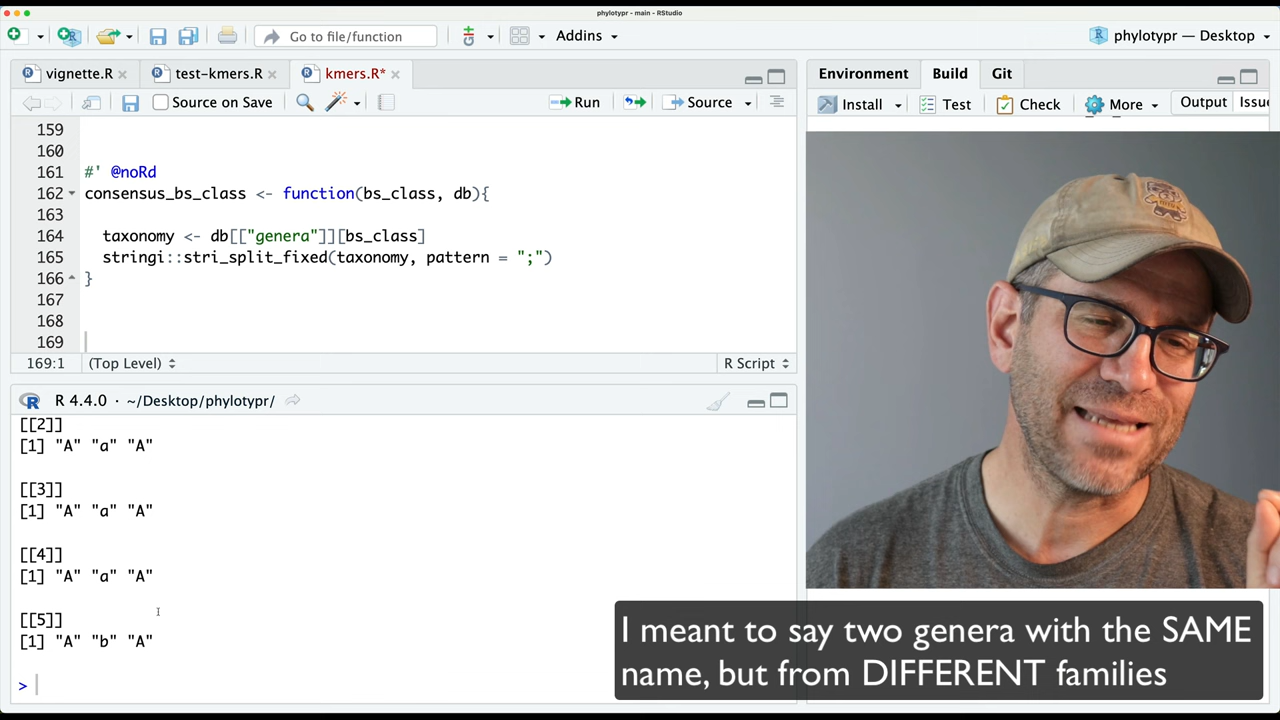 phylotypr - main - RStudio
Go to file/function
Addins
phylotypr — Desktop
vignette.R
test-kmers.R
kmers.R*
Source on Save
Run
Source
159
160
161 #' @noRd
162 consensus_bs_class <- function(bs_class, db){
163
164 taxonomy <- db[["genera"]][bs_class]
165 stringi::stri_split_fixed(taxonomy, pattern = ";")
166 }
167
168
169
169:1 (Top Level) R Script
R 4.4.0 · ~/Desktop/phylotypr/
[[2]]
[1] "A" "a" "A"
[[3]]
[1] "A" "a" "A"
[[4]]
[1] "A" "a" "A"
[[5]]
[1] "A" "b" "A"
>
Environment Build Git
Install Test Check More Output Issue
I meant to say two genera with the SAME
name, but from DIFFERENT families